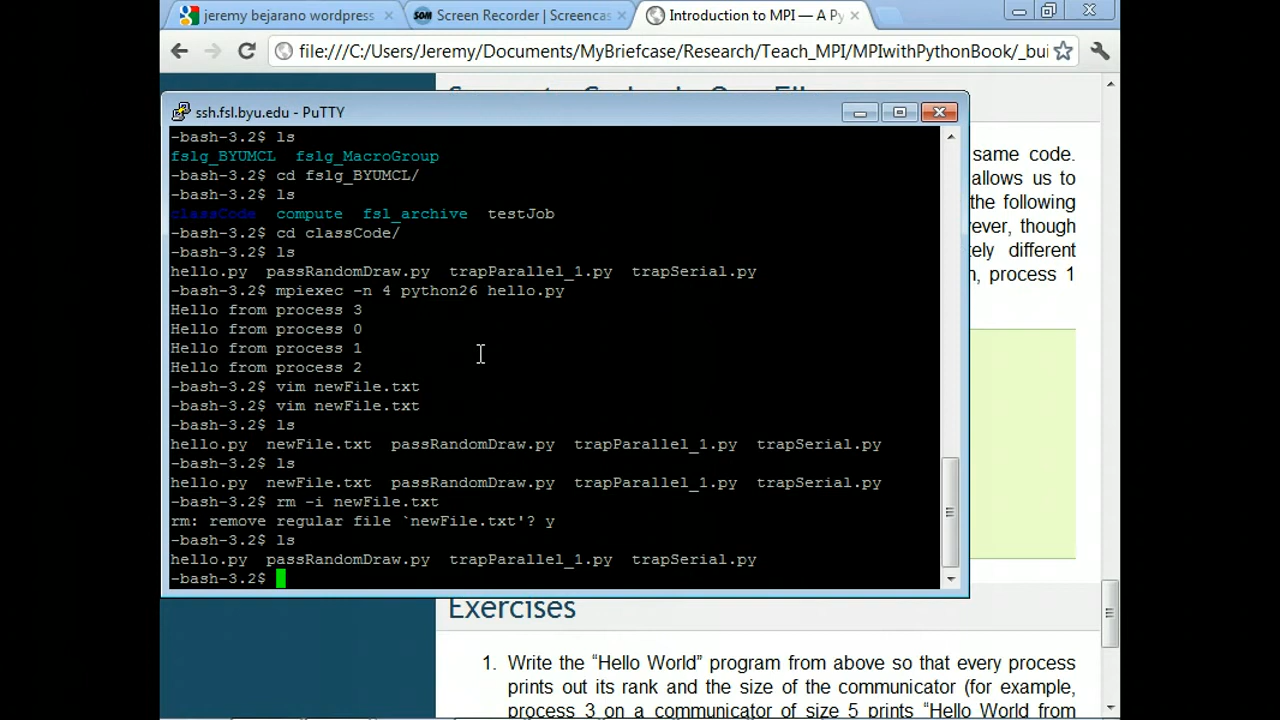 jeremy bejarano wordpress
Screen Recorder | Screencas
Introduction to MPI — A Py
file:///C:/Users/Jeremy/Documents/MyBriefcase/Research/Teach_MPI/MPIwithPythonBook/_bui
ssh.fsl.byu.edu - PuTTY
-bash-3.2$ ls
fslg_BYUMCL fslg_MacroGroup
-bash-3.2$ cd fslg_BYUMCL/
-bash-3.2$ ls
classCode compute fsl_archive testJob
-bash-3.2$ cd classCode/
-bash-3.2$ ls
hello.py passRandomDraw.py trapParallel_1.py trapSerial.py
-bash-3.2$ mpiexec -n 4 python26 hello.py
Hello from process 3
Hello from process 0
Hello from process 1
Hello from process 2
-bash-3.2$ vim newFile.txt
-bash-3.2$ vim newFile.txt
-bash-3.2$ ls
hello.py newFile.txt passRandomDraw.py trapParallel_1.py trapSerial.py
-bash-3.2$ ls
hello.py newFile.txt passRandomDraw.py trapParallel_1.py trapSerial.py
-bash-3.2$ rm -i newFile.txt
rm: remove regular file `newFile.txt'? y
-bash-3.2$ ls
hello.py passRandomDraw.py trapParallel_1.py trapSerial.py
-bash-3.2$
same code.
allows us to
the following
ever, though
ely different
, process 1
Exercises
1. Write the “Hello World” program from above so that every process
prints out its rank and the size of the communicator (for example,
process 3 on a communicator of size 5 prints “Hello World from